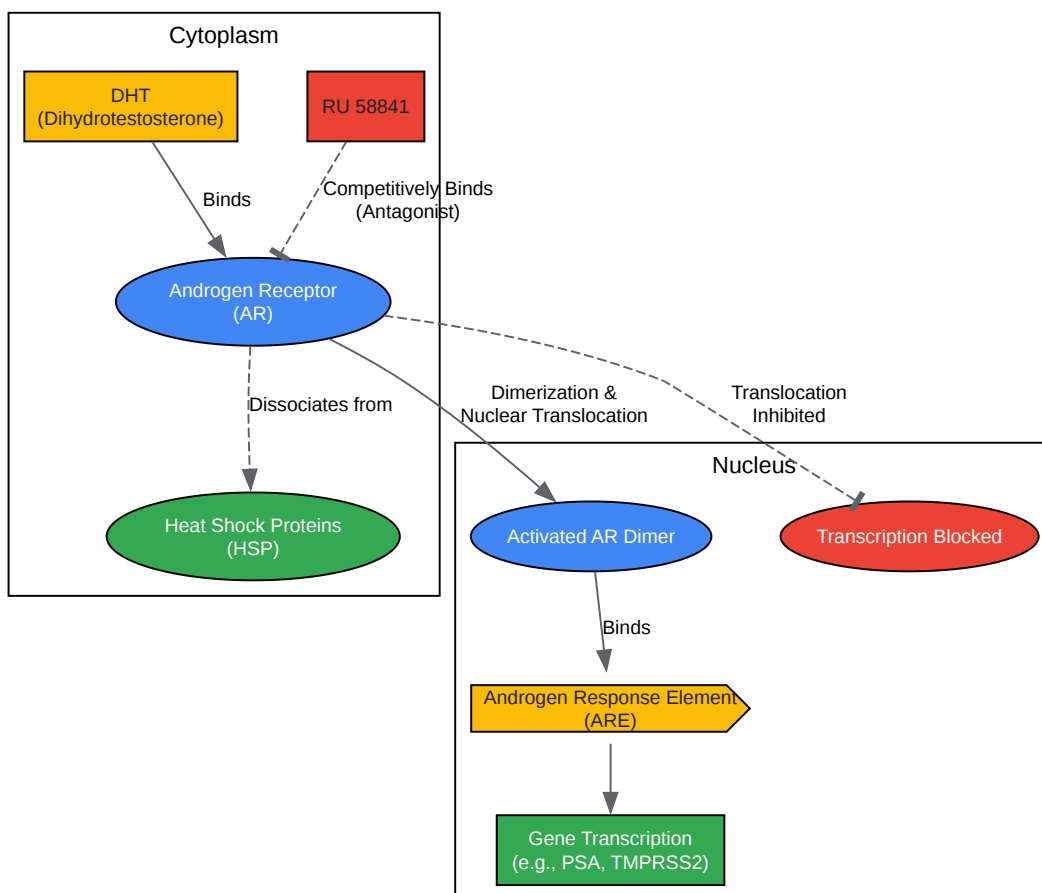 Cytoplasm
DHT
(Dihydrotestosterone)
RU 58841
Binds
Competitively Binds
(Antagonist)
Androgen Receptor
(AR)
Dissociates from
Dimerization &
Nuclear Translocation
Translocation
Inhibited
Nucleus
Heat Shock Proteins
(HSP)
Activated AR Dimer
Transcription Blocked
Binds
Androgen Response Element
(ARE)
Gene Transcription
(e.g., PSA, TMPRSS2)